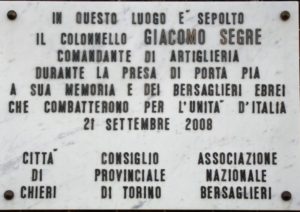 IN QUESTO LUOGO E' SEPOLTO
IL COLONNELLO GIACOMO SEGRE
COMANDANTE DI ARTIGLIERIA
DURANTE LA PRESA DI PORTA PIA
A SUA MEMORIA E DEI BERSAGLIERI EBREI
CHE COMBATTERONO PER L'UNITA' D'ITALIA
21 SETTEMBRE 2008
CITTA' CONSIGLIO ASSOCIAZIONE
DI PROVINCIALE NAZIONALE
CHIERI DI TORINO BERSAGLIERI